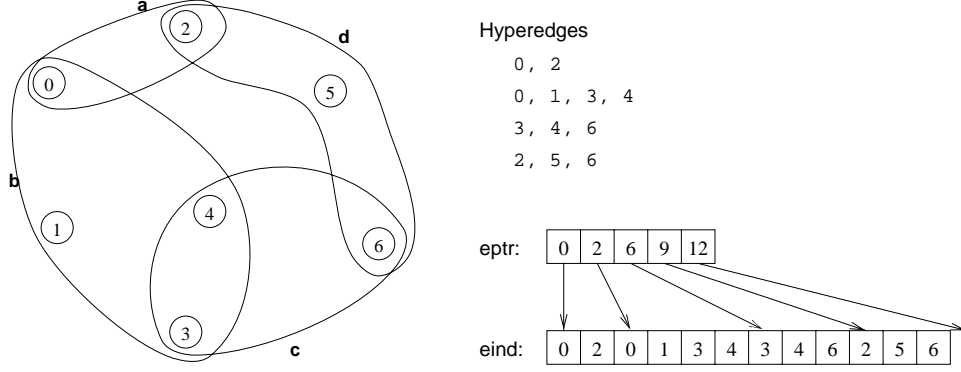 a
2
d
0
5
b
4
1
6
3
c
Hyperedges
0, 2
0, 1, 3, 4
3, 4, 6
2, 5, 6
eptr: 0 2 6 9 12
eind: 0 2 0 1 3 4 3 4 6 2 5 6